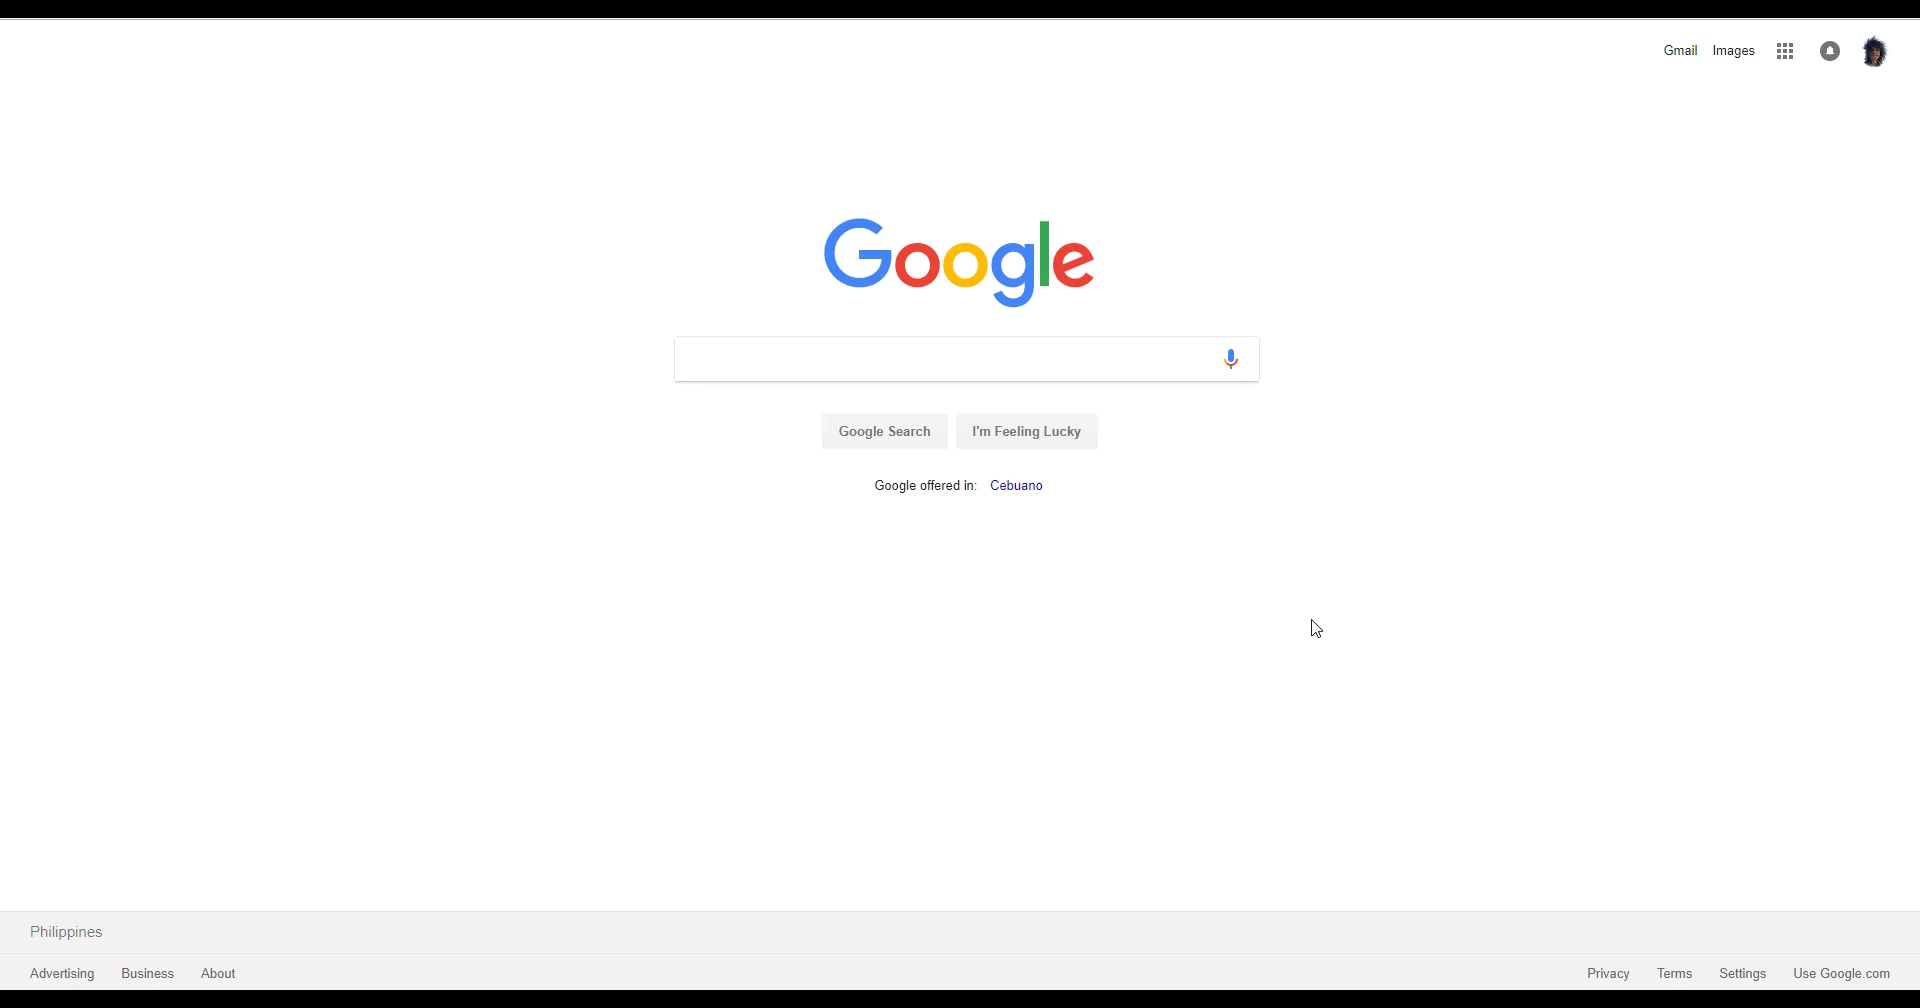 Gmail Images
Google
Google Search I'm Feeling Lucky
Google offered in: Cebuano
Philippines
Advertising Business About Privacy Terms Settings Use Google.com